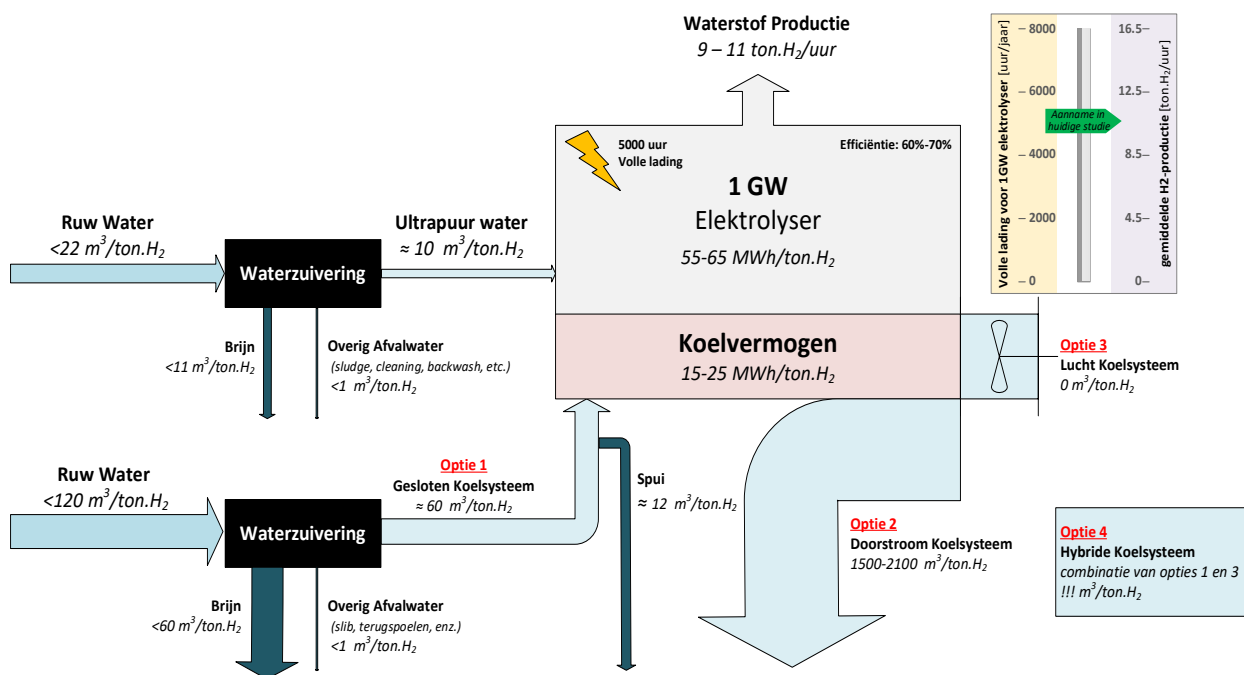 Waterstof Productie
9 – 11 ton.H2/uur
Volle lading voor 1GW elektrolyser [uur/jaar]
8000
6000
4000
2000
0
Aanname in
huidige studie
16.5
12.5
8.5
4.5
0
gemiddelde H2-productie [ton.H2/uur]
5000 uur
Volle lading
Efficiëntie: 60%-70%
1 GW
Elektrolyser
55-65 MWh/ton.H2
Ruw Water
<22 m3/ton.H2
Waterzuivering
Ultrapuur water
≈ 10 m3/ton.H2
Brijn
<11 m3/ton.H2
Overig Afvalwater
(sludge, cleaning, backwash, etc.)
<1 m3/ton.H2
Koelvermogen
15-25 MWh/ton.H2
Optie 3
Lucht Koelsysteem
0 m3/ton.H2
Ruw Water
<120 m3/ton.H2
Waterzuivering
Optie 1
Gesloten Koelsysteem
≈ 60 m3/ton.H2
Spui
≈ 12 m3/ton.H2
Optie 2
Doorstroom Koelsysteem
1500-2100 m3/ton.H2
Optie 4
Hybride Koelsysteem
combinatie van opties 1 en 3
!!! m3/ton.H2
Brijn
<60 m3/ton.H2
Overig Afvalwater
(slib, terugspoelen, enz.)
<1 m3/ton.H2